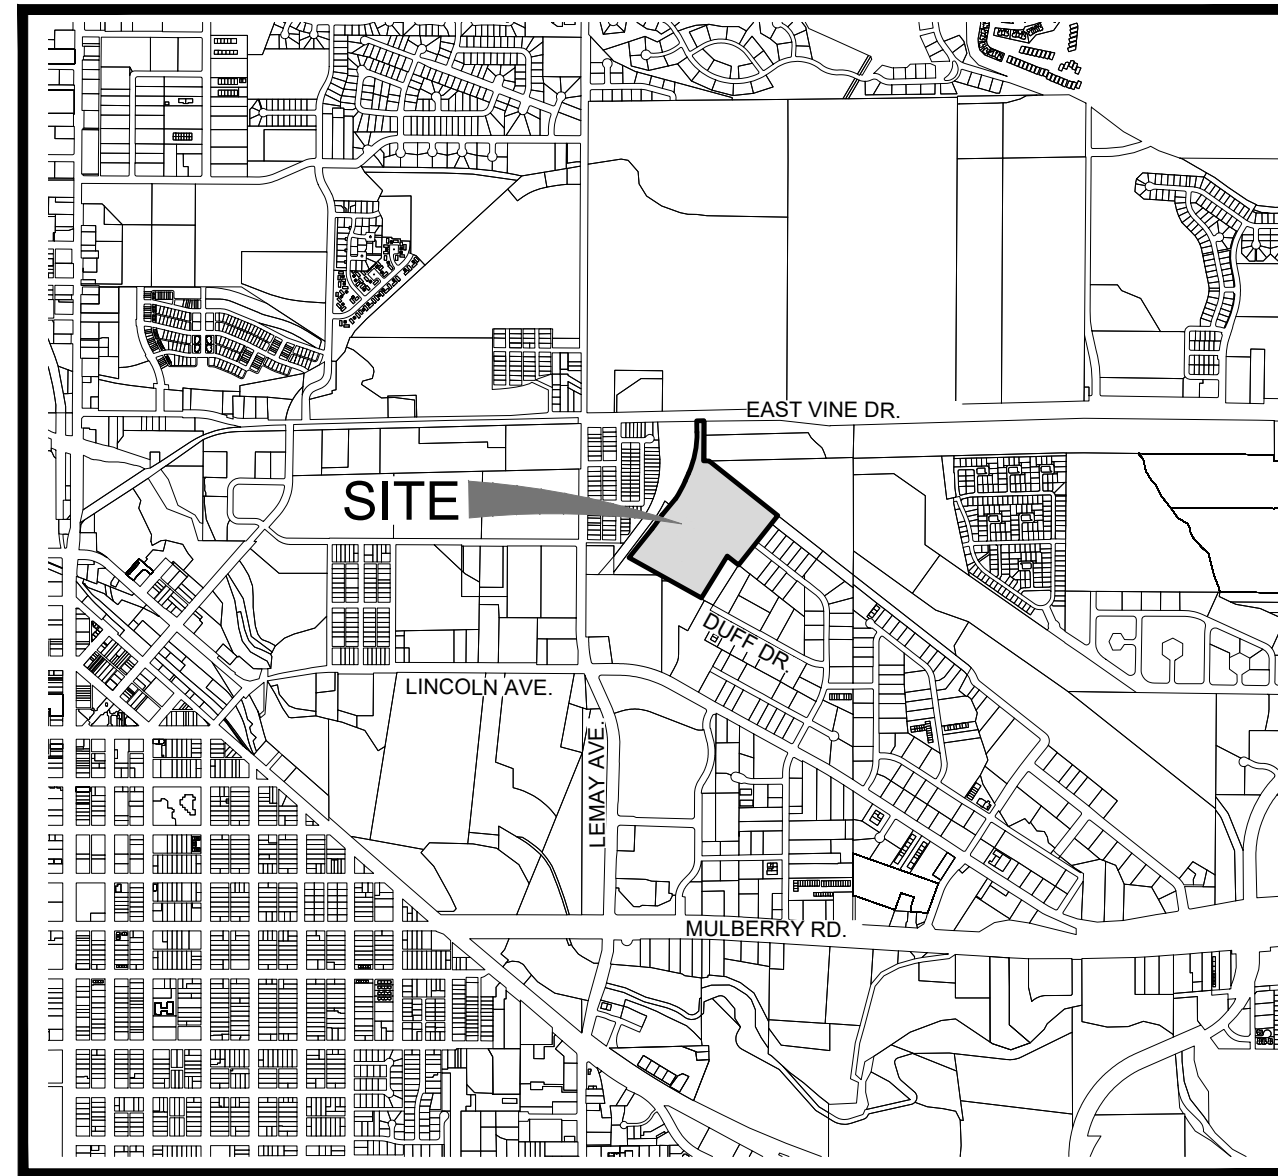 EAST VINE DR.
SITE
DUFF DR.
LINCOLN AVE.
LEMAY AVE.
MULBERRY RD.